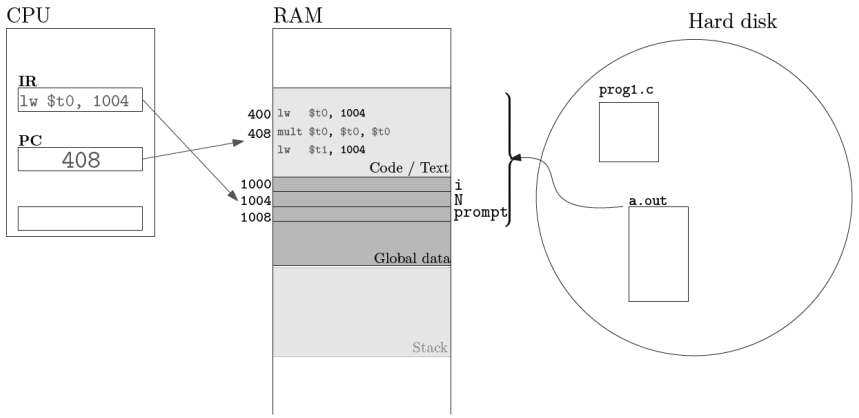 CPU
IR
lw $t0, 1004
PC
408
RAM
400 lw $t0, 1004
408 mult $t0, $t0, $t0
lw $t1, 1004
Code / Text
1000 i
1004 N
1008 prompt
Global data
Stack
Hard disk
prog1.c
a.out